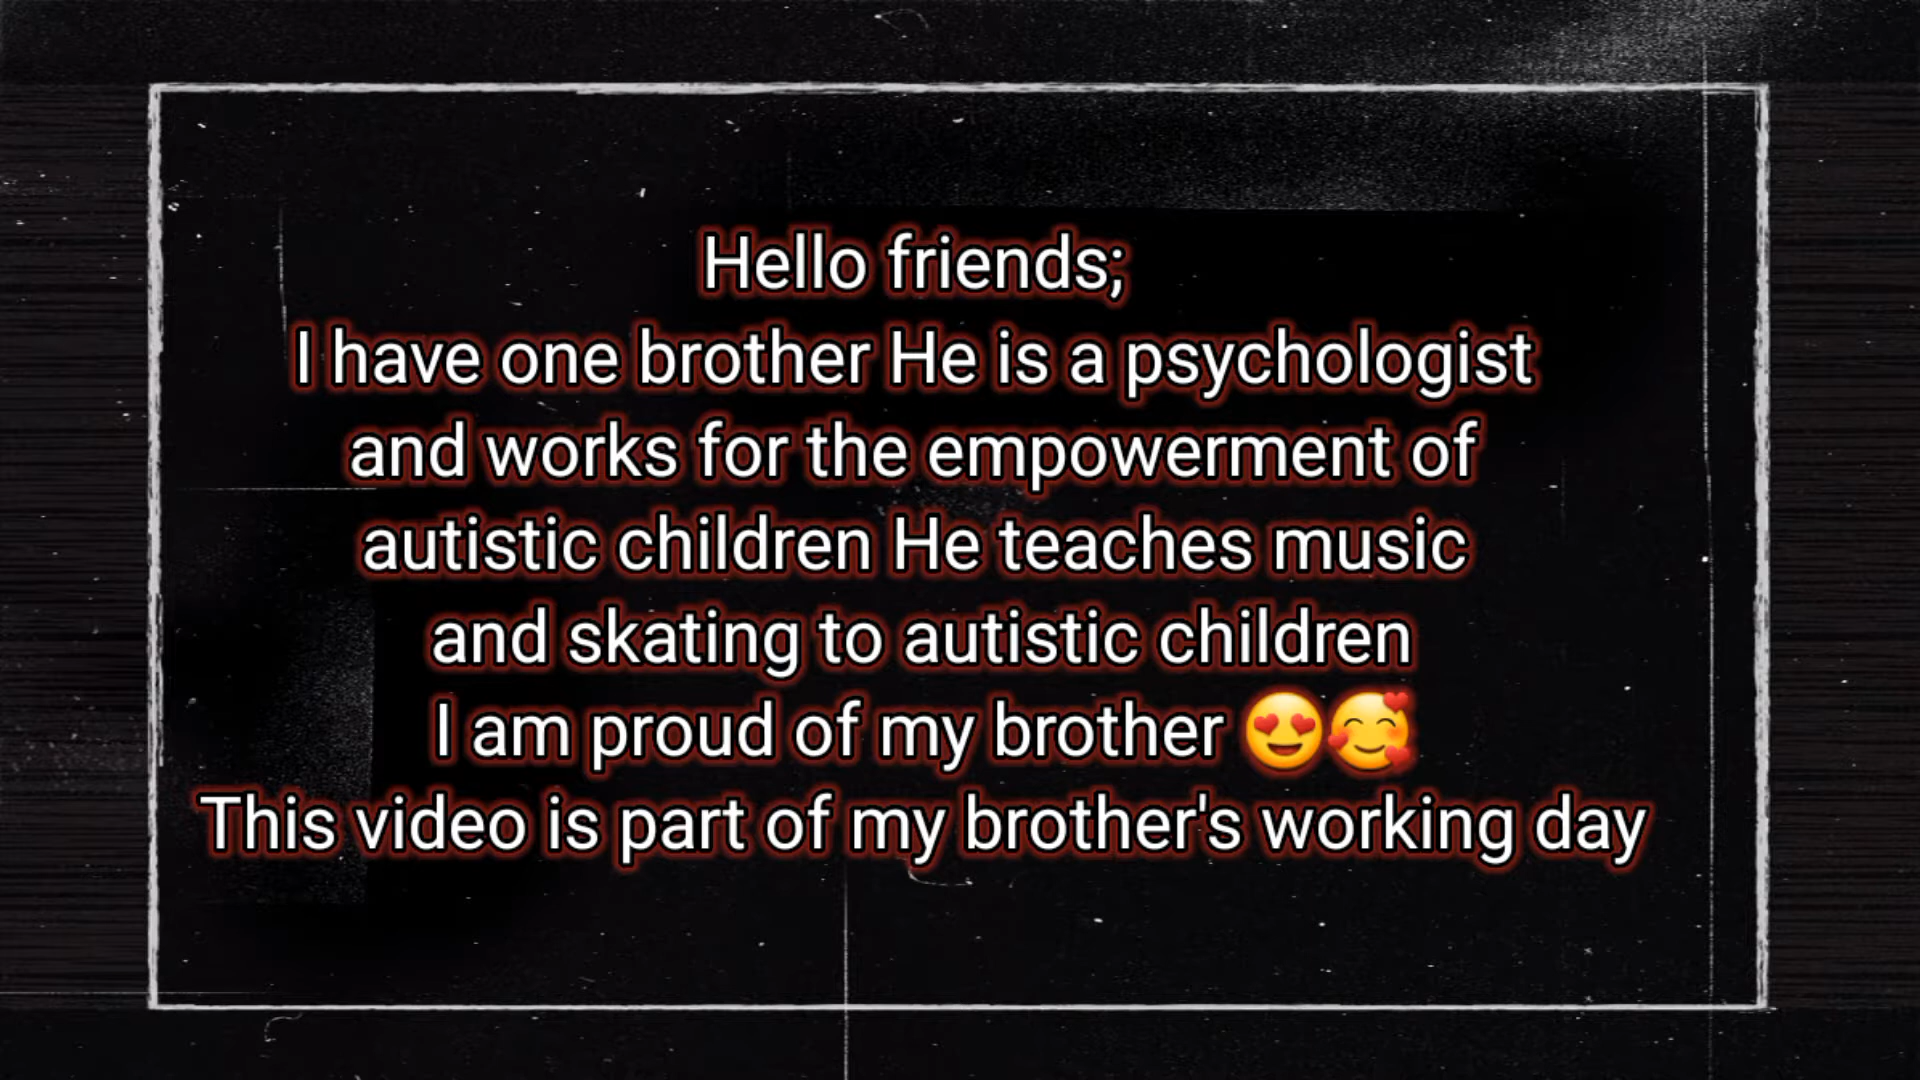 Hello friends;
I have one brother He is a psychologist
and works for the empowerment of
autistic children He teaches music
and skating to autistic children
I am proud of my brother 😍🥰
This video is part of my brother's working day